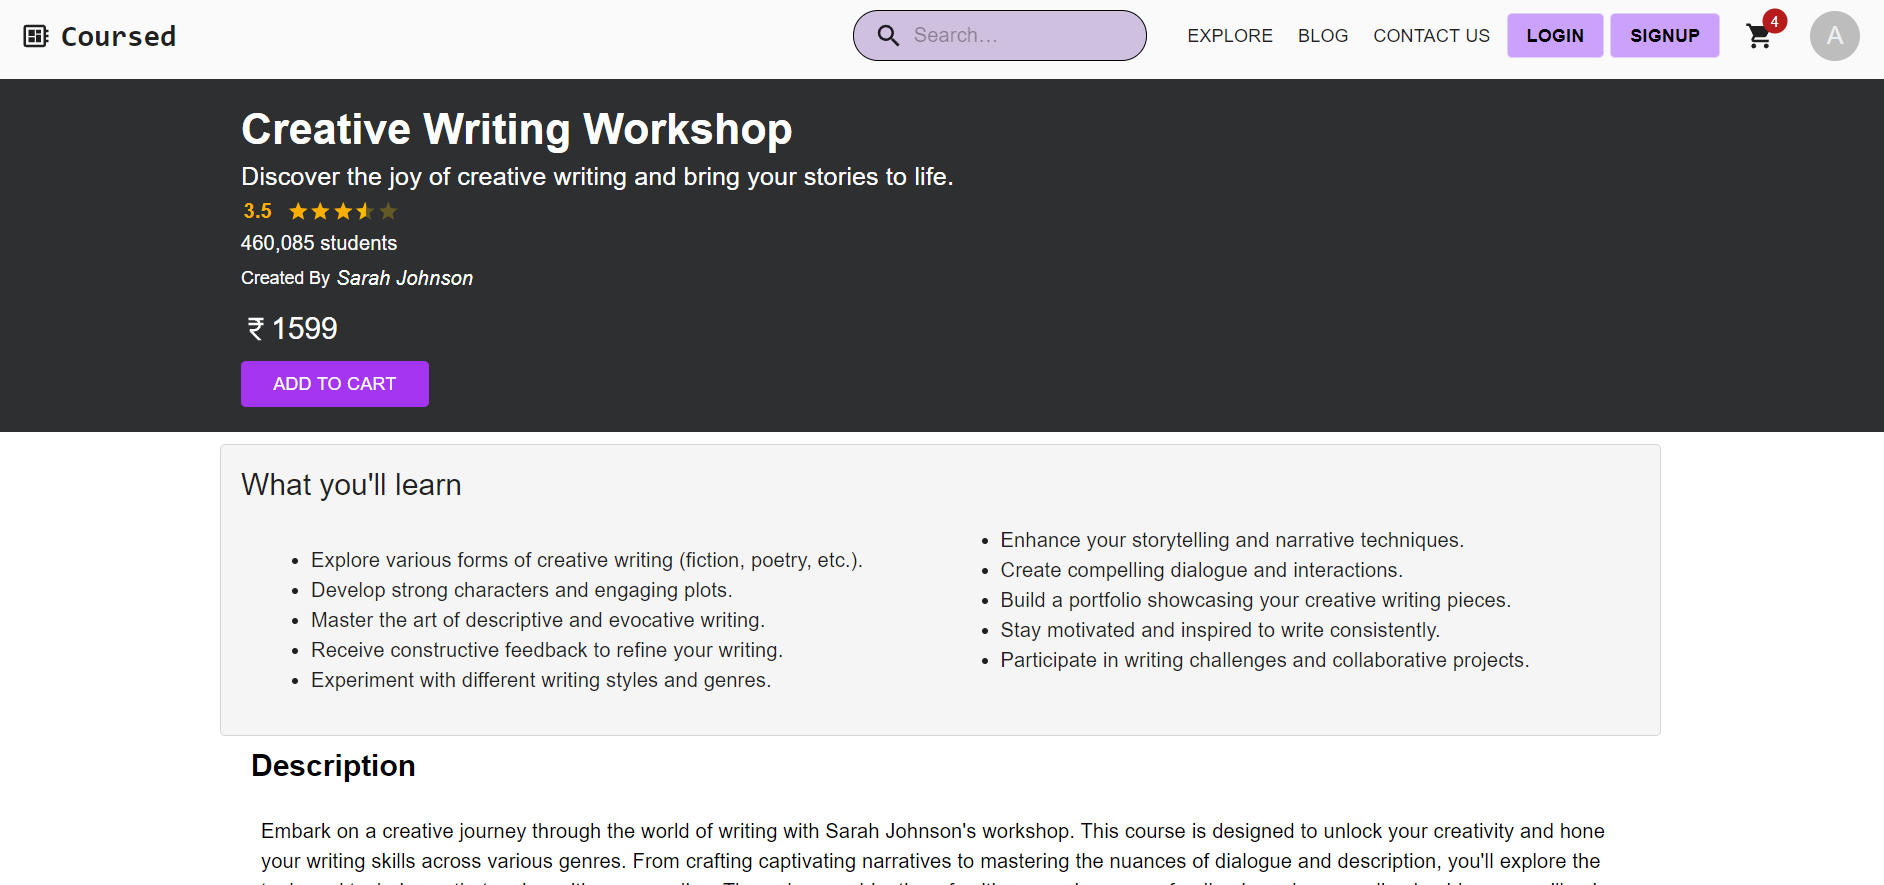 Coursed
Search…
EXPLORE
BLOG
CONTACT US
LOGIN
SIGNUP
4
A
Creative Writing Workshop
Discover the joy of creative writing and bring your stories to life.
3.5
460,085 students
Created By Sarah Johnson
₹ 1599
ADD TO CART
What you'll learn
• Explore various forms of creative writing (fiction, poetry, etc.).
• Develop strong characters and engaging plots.
• Master the art of descriptive and evocative writing.
• Receive constructive feedback to refine your writing.
• Experiment with different writing styles and genres.
• Enhance your storytelling and narrative techniques.
• Create compelling dialogue and interactions.
• Build a portfolio showcasing your creative writing pieces.
• Stay motivated and inspired to write consistently.
• Participate in writing challenges and collaborative projects.
Description
Embark on a creative journey through the world of writing with Sarah Johnson's workshop. This course is designed to unlock your creativity and hone
your writing skills across various genres. From crafting captivating narratives to mastering the nuances of dialogue and description, you'll explore the